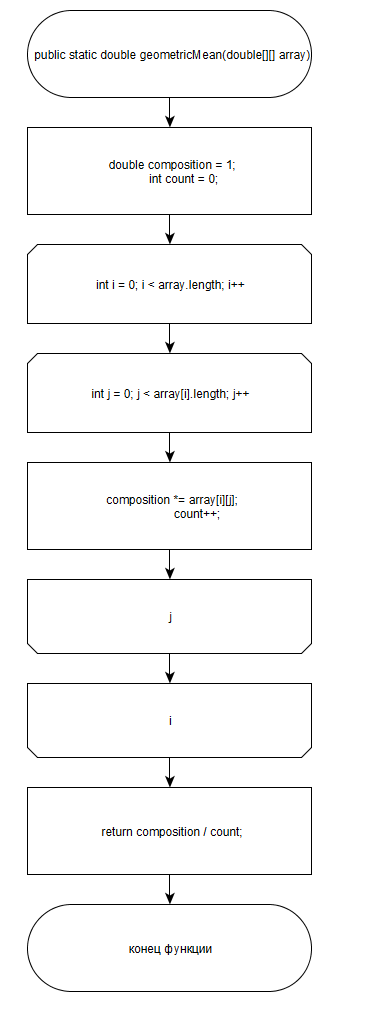 public static double geometricMean(double[][] array)
double composition = 1;
int count = 0;
int i = 0; i < array.length; i++
int j = 0; j < array[i].length; j++
composition *= array[i][j];
count++;
j
i
return composition / count;
конец функции